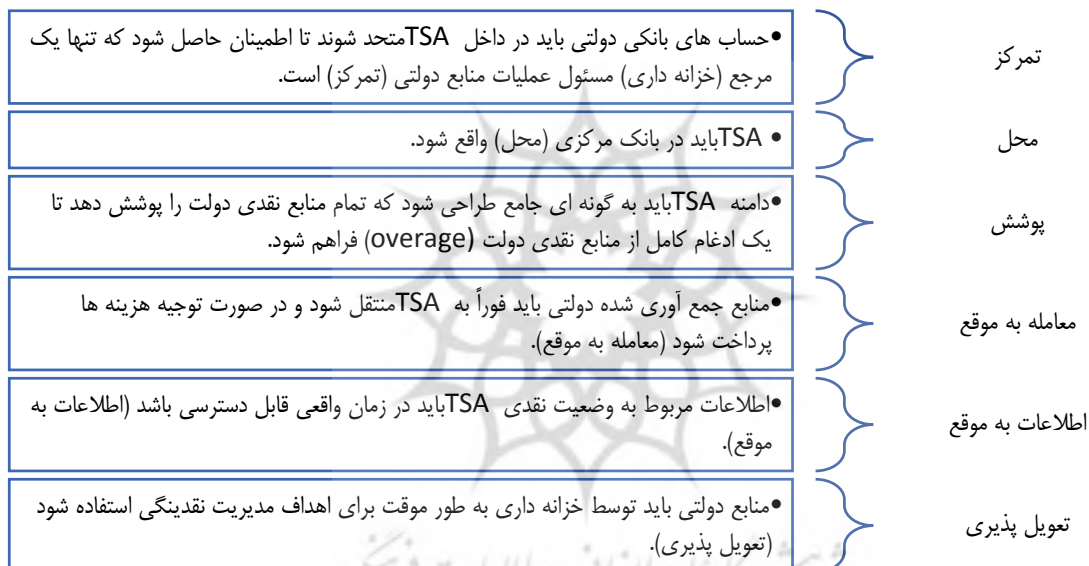 تمرکز
•حساب های بانکی دولتی باید در داخل TSAمتحد شوند تا اطمینان حاصل شود که تنها یک
مرجع (خزانه داری) مسئول عملیات منابع دولتی (تمرکز) است.
محل
• TSAباید در بانک مرکزی (محل) واقع شود.
پوشش
•دامنه TSAباید به گونه ای جامع طراحی شود که تمام منابع نقدی دولت را پوشش دهد تا
یک ادغام کامل از منابع نقدی دولت (overage) فراهم شود.
معامله به موقع
•منابع جمع آوری شده دولتی باید فوراً به TSAمنتقل شود و در صورت توجیه هزینه ها
پرداخت شود (معامله به موقع).
اطلاعات به موقع
•اطلاعات مربوط به وضعیت نقدی TSAباید در زمان واقعی قابل دسترسی باشد (اطلاعات به
موقع).
تعویل پذیری
•منابع دولتی باید توسط خزانه داری به طور موقت برای اهداف مدیریت نقدینگی استفاده شود
(تعویل پذیری).